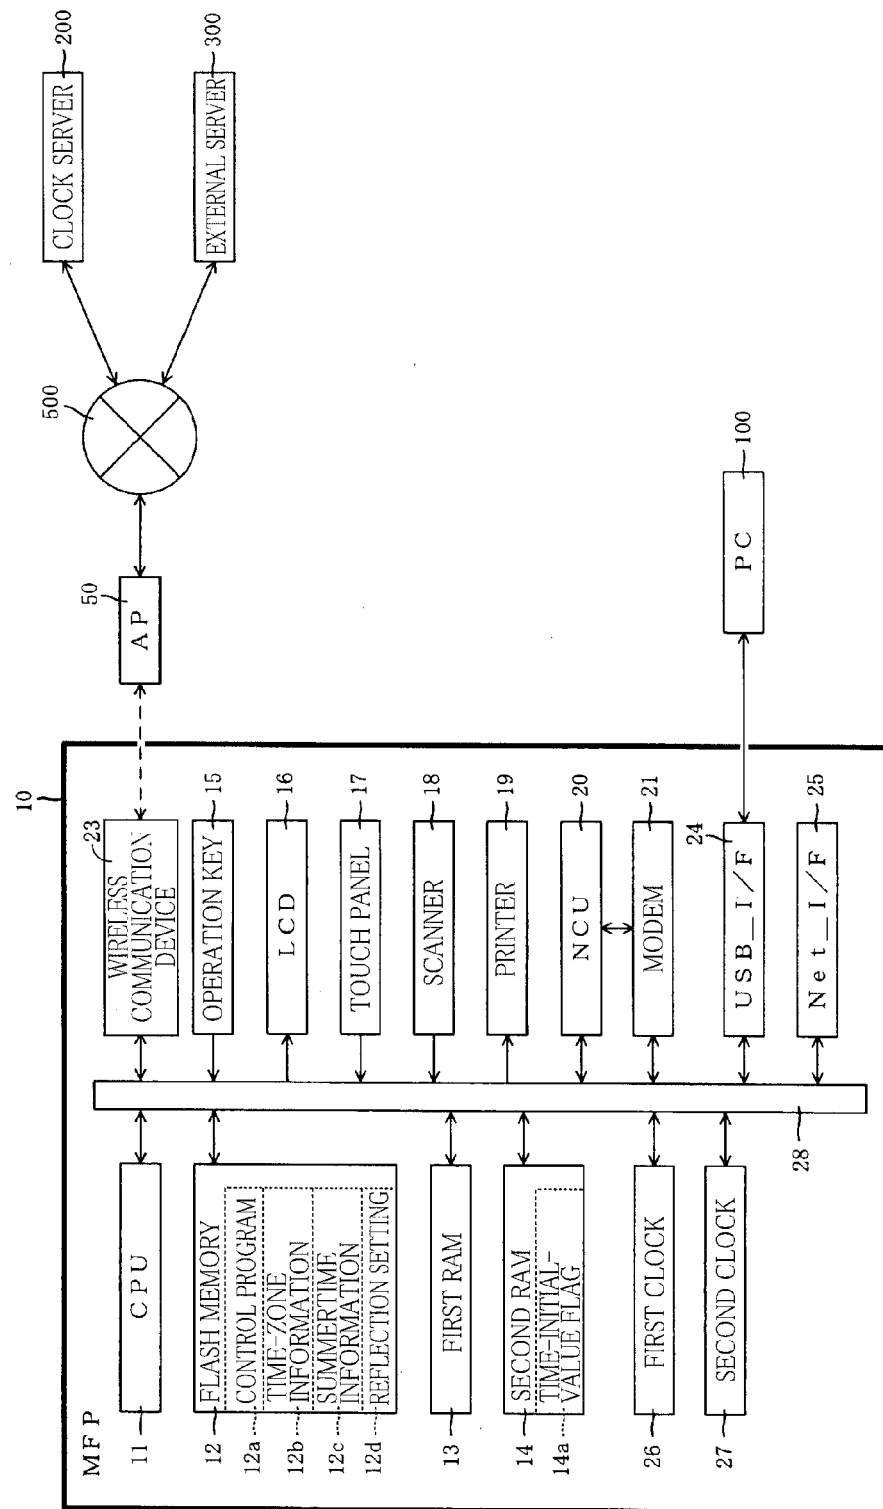 MFP
10
CPU
11
FLASH MEMORY
12
CONTROL PROGRAM
12a
TIME-ZONE
INFORMATION
12b
SUMMERTIME
INFORMATION
12c
REFLECTION SETTING
12d
FIRST RAM
13
SECOND RAM
14
TIME-INITIAL-
VALUE FLAG
14a
FIRST CLOCK
26
SECOND CLOCK
27
28
WIRELESS
COMMUNICATION
DEVICE
23
OPERATION KEY
15
LCD
16
TOUCH PANEL
17
SCANNER
18
PRINTER
19
NCU
20
MODEM
21
USB_I/F
24
Net_I/F
25
AP
50
500
CLOCK SERVER
200
EXTERNAL SERVER
300
PC
100